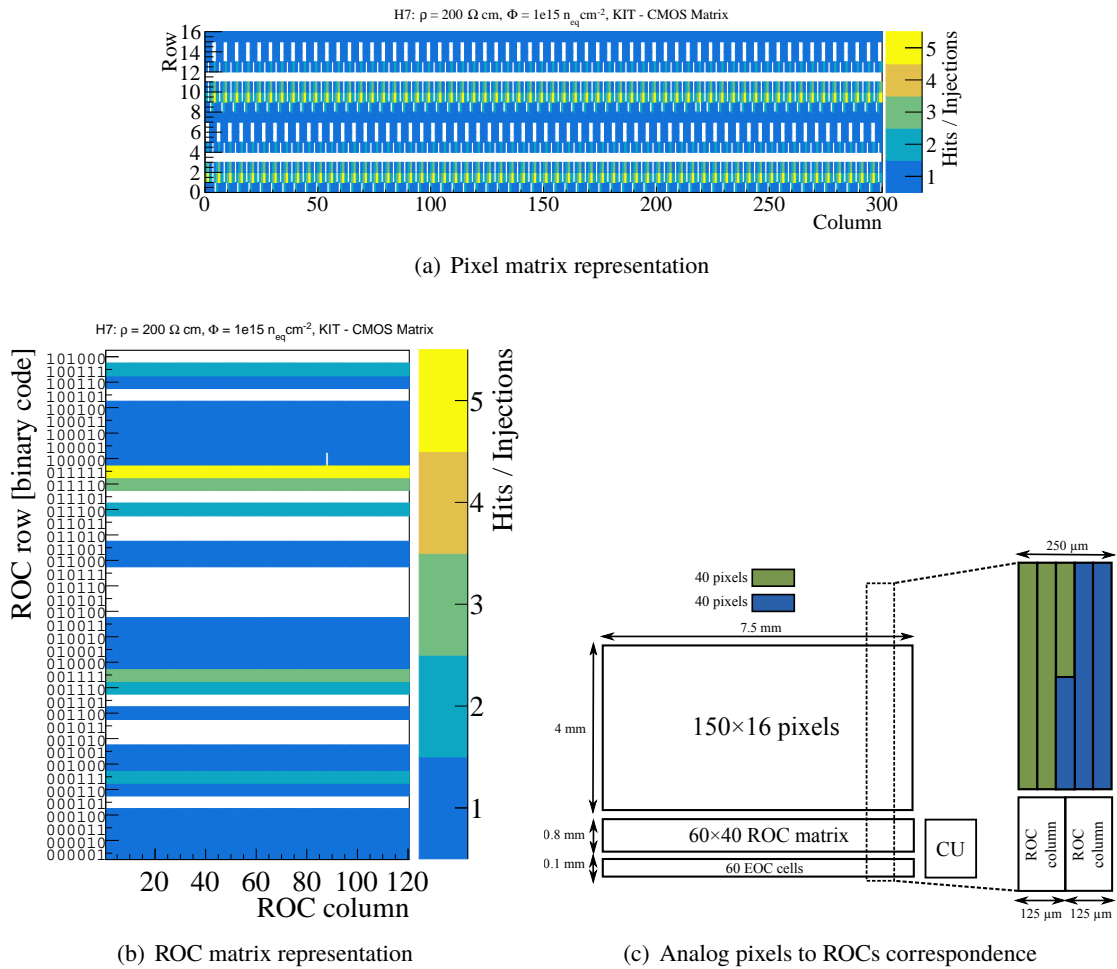 H7: ρ = 200 Ω cm, Φ = 1e15 n_eq cm⁻², KIT - CMOS Matrix
Row
16
14
12
10
8
6
4
2
0
0 50 100 150 200 250 300
Column
5
4
3
2
1
Hits / Injections
(a) Pixel matrix representation
H7: ρ = 200 Ω cm, Φ = 1e15 n_eq cm⁻², KIT - CMOS Matrix
ROC row [binary code]
101000
100111
100110
100101
100100
100011
100010
100001
100000
011111
011110
011101
011100
011011
011010
011001
011000
010111
010110
010101
010100
010011
010010
010001
010000
001111
001110
001101
001100
001011
001010
001001
001000
000111
000110
000101
000100
000011
000010
000001
20 40 60 80 100 120
ROC column
5
4
3
2
1
Hits / Injections
(b) ROC matrix representation
40 pixels
40 pixels
7.5 mm
4 mm
150×16 pixels
0.8 mm
60×40 ROC matrix
0.1 mm
60 EOC cells
CU
250 µm
ROC
column
ROC
column
125 µm 125 µm
(c) Analog pixels to ROCs correspondence